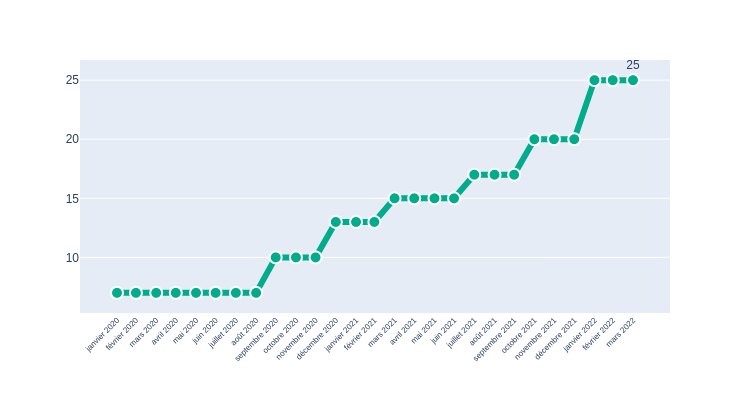 25
25
20
15
10
janvier 2020
février 2020
mars 2020
avril 2020
mai 2020
juin 2020
juillet 2020
août 2020
septembre 2020
octobre 2020
novembre 2020
décembre 2020
janvier 2021
février 2021
mars 2021
avril 2021
mai 2021
juin 2021
juillet 2021
août 2021
septembre 2021
octobre 2021
novembre 2021
décembre 2021
janvier 2022
février 2022
mars 2022